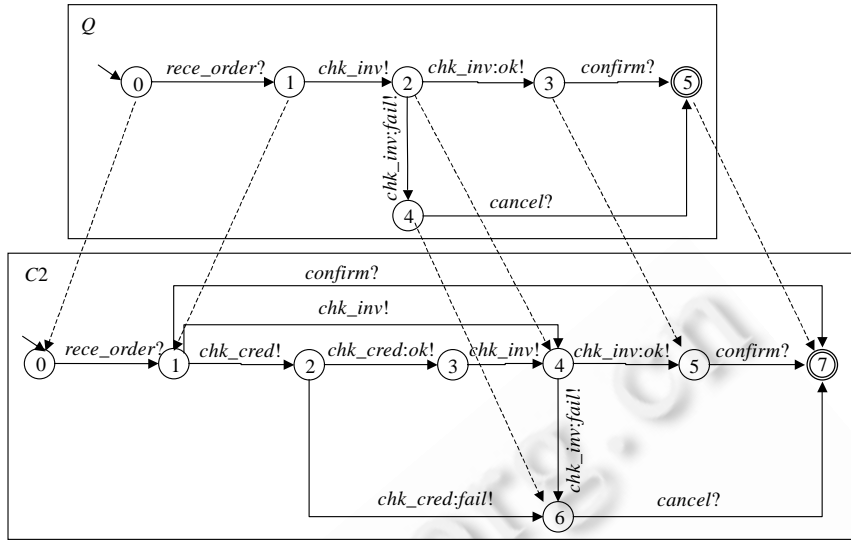 Q
rece_order? chk_inv! chk_inv:ok! confirm?
0 1 2 3 5
chk_inv:fail!
4 cancel?
C2
confirm?
chk_inv!
rece_order? chk_cred! chk_cred:ok! chk_inv! chk_inv:ok! confirm?
0 1 2 3 4 5 7
chk_inv:fail!
chk_cred:fail! 6 cancel?
org.cn